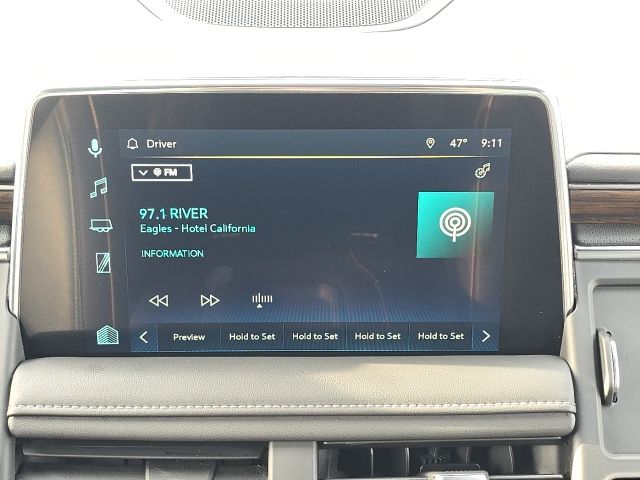 Driver 47° 9:11
FM
97.1 RIVER
Eagles - Hotel California
INFORMATION
Preview Hold to Set Hold to Set Hold to Set Hold to Set